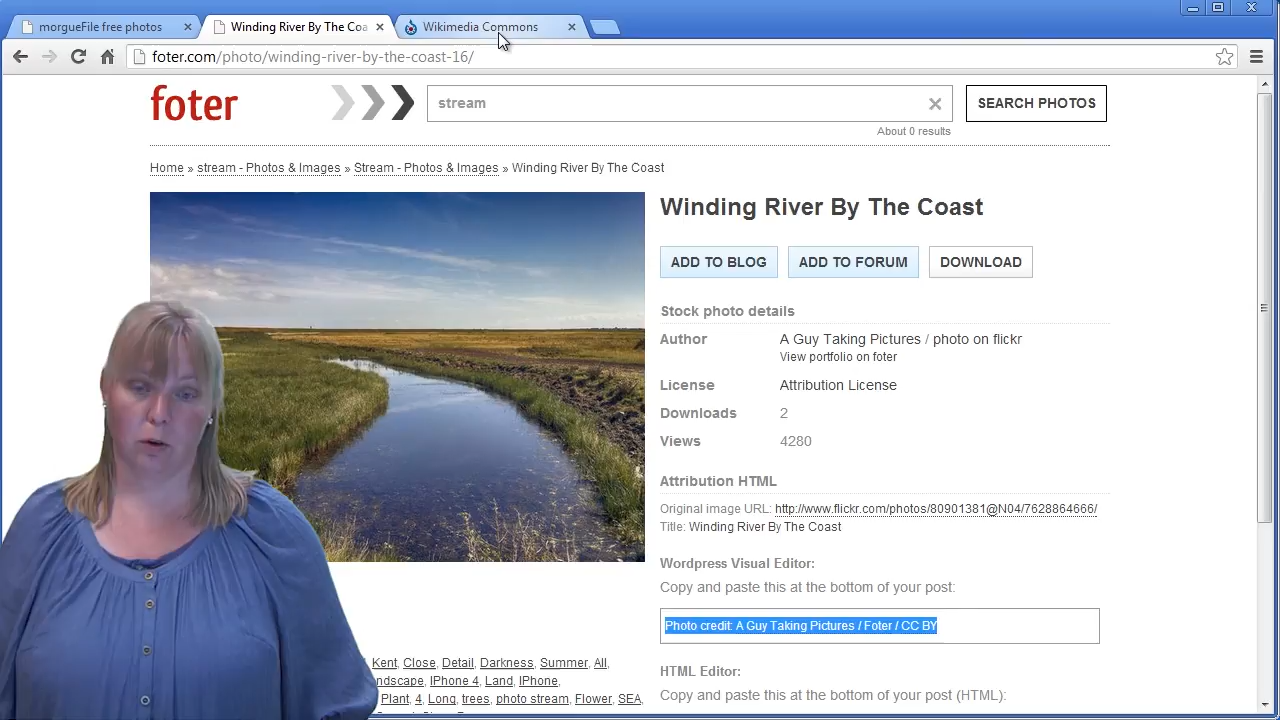 morgueFile free photos
Winding River By The Coa
Wikimedia Commons
foter.com/photo/winding-river-by-the-coast-16/
foter
stream
SEARCH PHOTOS
About 0 results
Home » stream - Photos & Images » Stream - Photos & Images » Winding River By The Coast
Winding River By The Coast
ADD TO BLOG
ADD TO FORUM
DOWNLOAD
Stock photo details
Author A Guy Taking Pictures / photo on flickr
View portfolio on foter
License Attribution License
Downloads 2
Views 4280
Attribution HTML
Original image URL: http://www.flickr.com/photos/80901381@N04/7628864666/
Title: Winding River By The Coast
Wordpress Visual Editor:
Copy and paste this at the bottom of your post:
Photo credit: A Guy Taking Pictures / Foter / CC BY
HTML Editor:
Copy and paste this at the bottom of your post (HTML):
Kent, Close, Detail, Darkness, Summer, All,
ndscape, IPhone 4, Land, IPhone,
Plant, 4, Long, trees, photo stream, Flower, SEA,